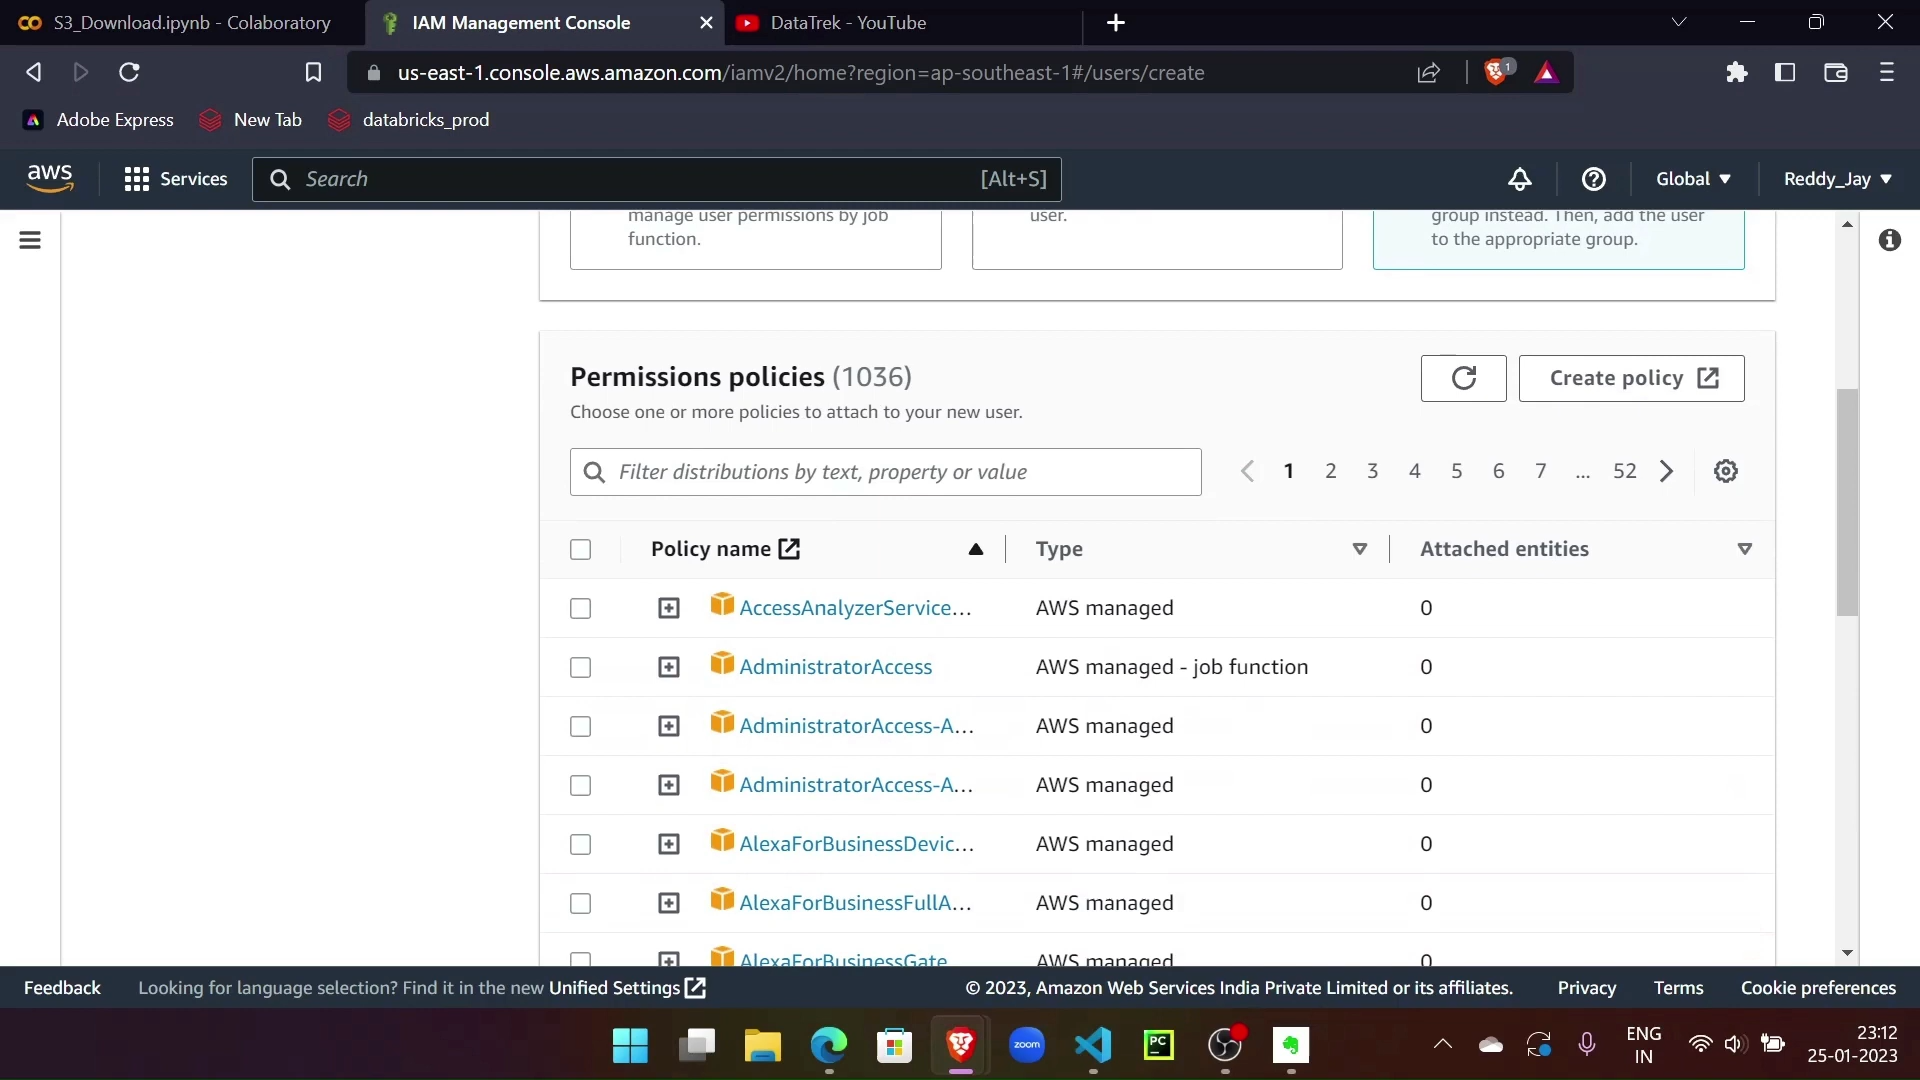 S3_Download.ipynb - Colaboratory
IAM Management Console
DataTrek - YouTube
us-east-1.console.aws.amazon.com/iamv2/home?region=ap-southeast-1#/users/create
1
Adobe Express
New Tab
databricks_prod
aws
Services
Search
[Alt+S]
Global
Reddy_Jay
manage user permissions by job
function.
user.
group instead. Then, add the user
to the appropriate group.
Permissions policies (1036)
Create policy
Choose one or more policies to attach to your new user.
Filter distributions by text, property or value
1 2 3 4 5 6 7 ... 52
Policy name Type Attached entities
AccessAnalyzerService... AWS managed 0
AdministratorAccess AWS managed - job function 0
AdministratorAccess-A... AWS managed 0
AdministratorAccess-A... AWS managed 0
AlexaForBusinessDevic... AWS managed 0
AlexaForBusinessFullA... AWS managed 0
AlexaForBusinessGate AWS managed 0
Feedback
Looking for language selection? Find it in the new Unified Settings
© 2023, Amazon Web Services India Private Limited or its affiliates.
Privacy
Terms
Cookie preferences
zoom
PC
ENG
IN
23:12
25-01-2023